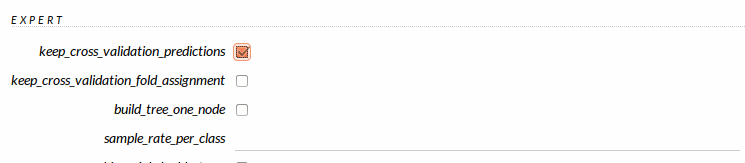 EXPERT
keep_cross_validation_predictions
keep_cross_validation_fold_assignment
build_tree_one_node
sample_rate_per_class